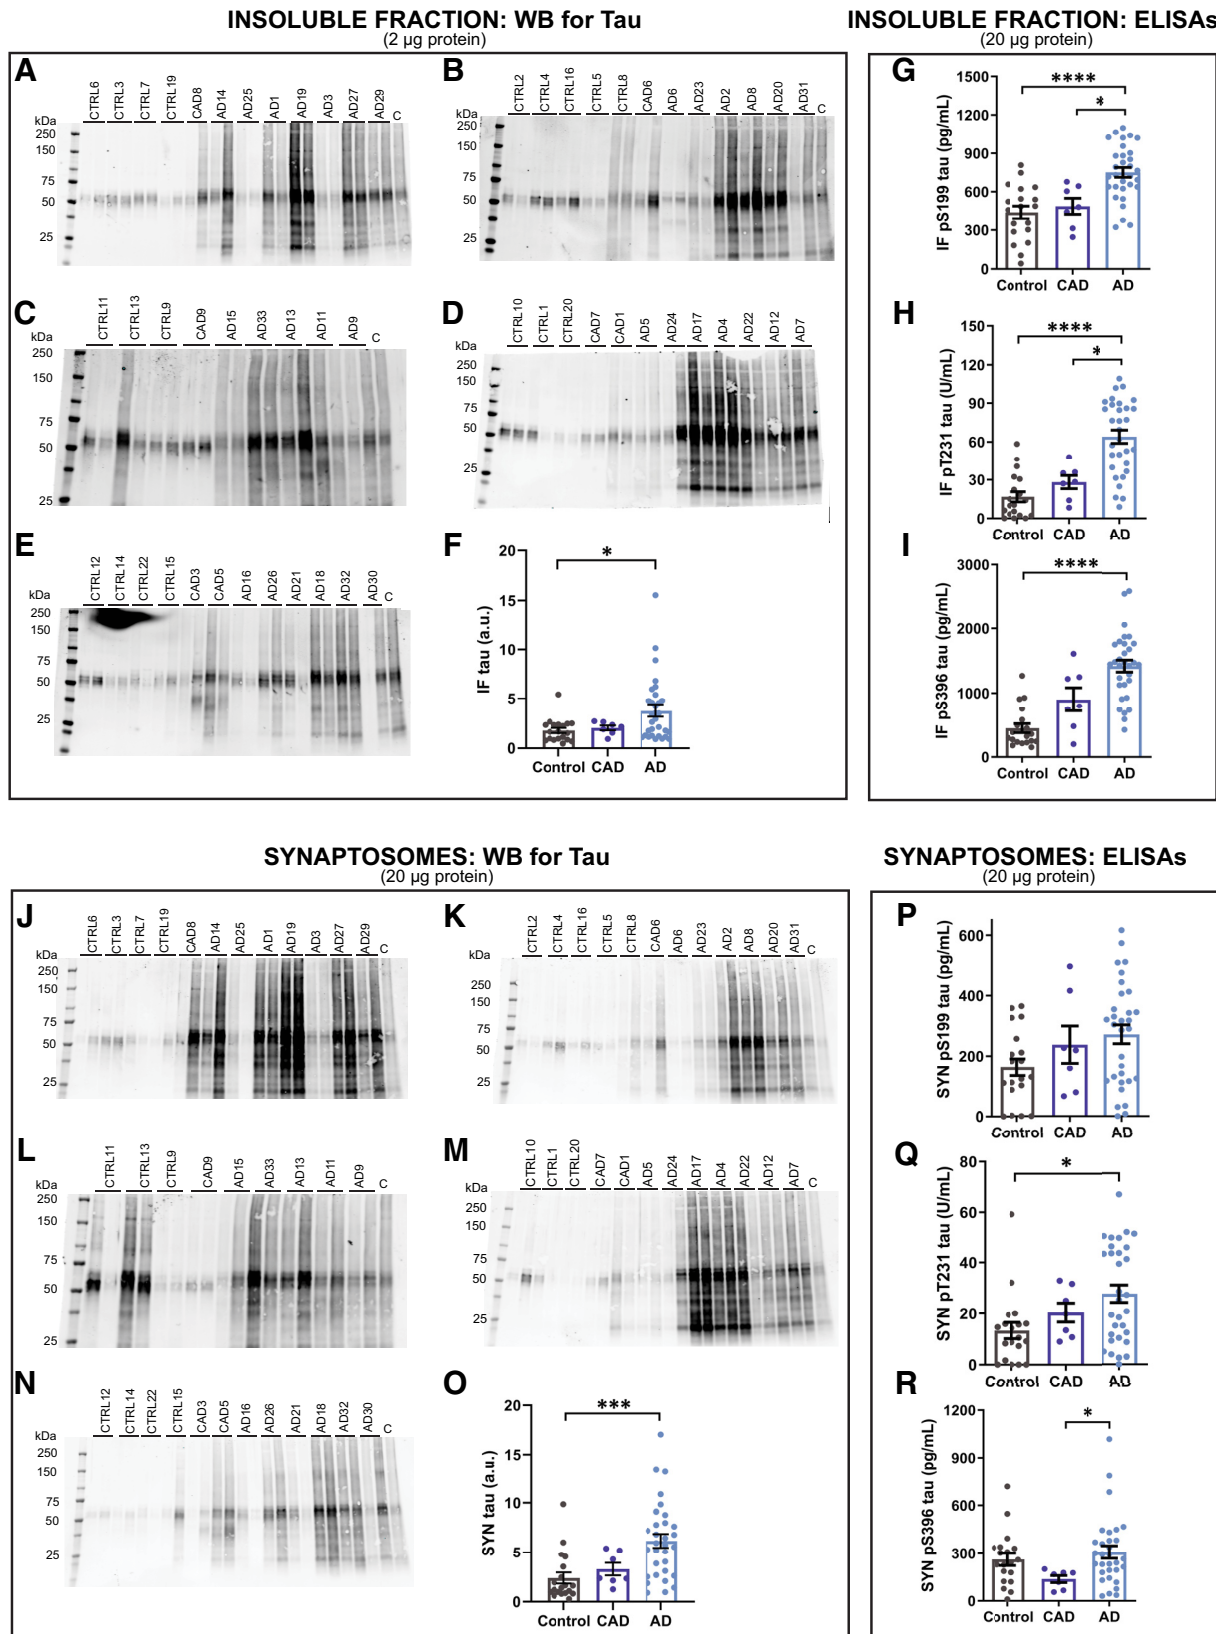 INSOLUBLE FRACTION: WB for Tau
(2 µg protein)
INSOLUBLE FRACTION: ELISAs
(20 µg protein)
A
CTRL6 CTRL3 CTRL7 CTRL19 CAD8 AD14 AD25 AD1 AD19 AD3 AD27 AD29 C
kDa
250
150
75
50
25
B
CTRL2 CTRL4 CTRL16 CTRL5 CTRL8 CAD6 AD6 AD23 AD2 AD8 AD20 AD31 C
kDa
250
150
75
50
25
C
CTRL11 CTRL13 CTRL9 CAD9 AD15 AD33 AD13 AD11 AD9 C
kDa
250
150
75
50
25
D
CTRL10 CTRL1 CTRL20 CAD7 CAD1 AD5 AD24 AD17 AD4 AD22 AD12 AD7 C
kDa
250
150
75
50
25
E
CTRL12 CTRL14 CTRL22 CTRL15 CAD3 CAD5 AD16 AD26 AD21 AD18 AD32 AD30 C
kDa
250
150
75
50
25
F
IF tau (a.u.)
20
15
10
5
0
*
Control CAD AD
G
IF pS199 tau (pg/mL)
1500
1200
900
600
300
0
****
*
Control CAD AD
H
IF pT231 tau (U/mL)
150
120
90
60
30
0
****
*
Control CAD AD
I
IF pS396 tau (pg/mL)
3000
2000
1000
0
****
Control CAD AD
SYNAPTOSOMES: WB for Tau
(20 µg protein)
SYNAPTOSOMES: ELISAs
(20 µg protein)
J
CTRL6 CTRL3 CTRL7 CTRL19 CAD8 AD14 AD25 AD1 AD19 AD3 AD27 AD29 C
kDa
250
150
75
50
25
K
CTRL2 CTRL4 CTRL16 CTRL5 CTRL8 CAD6 AD6 AD23 AD2 AD8 AD20 AD31 C
kDa
250
150
75
50
25
L
CTRL11 CTRL13 CTRL9 CAD9 AD15 AD33 AD13 AD11 AD9 C
kDa
250
150
75
50
25
M
CTRL10 CTRL1 CTRL20 CAD7 CAD1 AD5 AD24 AD17 AD4 AD22 AD12 AD7 C
kDa
250
150
75
50
25
N
CTRL12 CTRL14 CTRL22 CTRL15 CAD3 CAD5 AD16 AD26 AD21 AD18 AD32 AD30 C
kDa
250
150
75
50
25
O
SYN tau (a.u.)
20
15
10
5
0
***
Control CAD AD
P
SYN pS199 tau (pg/mL)
600
400
200
0
Control CAD AD
Q
SYN pT231 tau (U/mL)
80
60
40
20
0
*
Control CAD AD
R
SYN pS396 tau (pg/mL)
1200
900
600
300
0
*
Control CAD AD